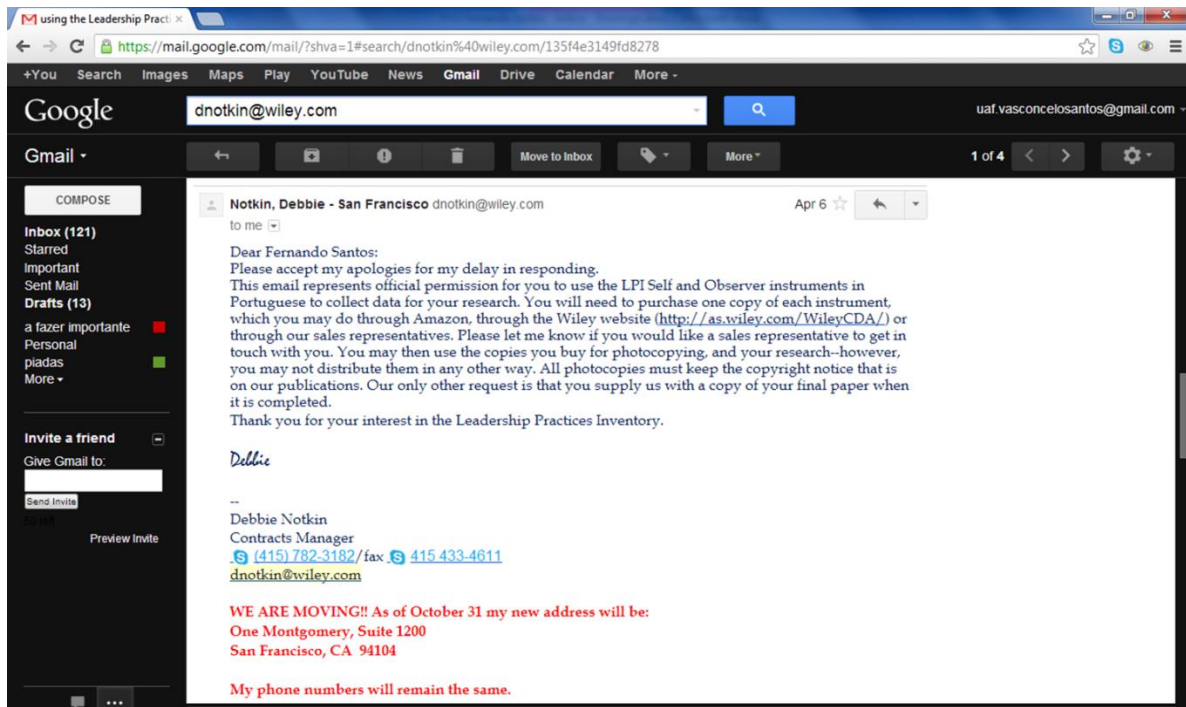 using the Leadership Practi
https://mail.google.com/mail/?shva=1#search/dnotkin%40wiley.com/135f4e3149fd8278
+You Search Images Maps Play YouTube News Gmail Drive Calendar More
Google dnotkin@wiley.com uaf.vasconcelosantos@gmail.com
Gmail Move to Inbox More 1 of 4
COMPOSE
Inbox (121)
Starred
Important
Sent Mail
Drafts (13)
a fazer importante
Personal
piadas
More
Invite a friend
Give Gmail to:
Send Invite
Preview Invite
Notkin, Debbie - San Francisco dnotkin@wiley.com Apr 6
to me
Dear Fernando Santos:
Please accept my apologies for my delay in responding.
This email represents official permission for you to use the LPI Self and Observer instruments in
Portuguese to collect data for your research. You will need to purchase one copy of each instrument,
which you may do through Amazon, through the Wiley website (http://as.wiley.com/WileyCDA/) or
through our sales representatives. Please let me know if you would like a sales representative to get in
touch with you. You may then use the copies you buy for photocopying, and your research--however,
you may not distribute them in any other way. All photocopies must keep the copyright notice that is
on our publications. Our only other request is that you supply us with a copy of your final paper when
it is completed.
Thank you for your interest in the Leadership Practices Inventory.
Debbie
--
Debbie Notkin
Contracts Manager
(415) 782-3182/fax 415 433-4611
dnotkin@wiley.com
WE ARE MOVING!! As of October 31 my new address will be:
One Montgomery, Suite 1200
San Francisco, CA 94104
My phone numbers will remain the same.